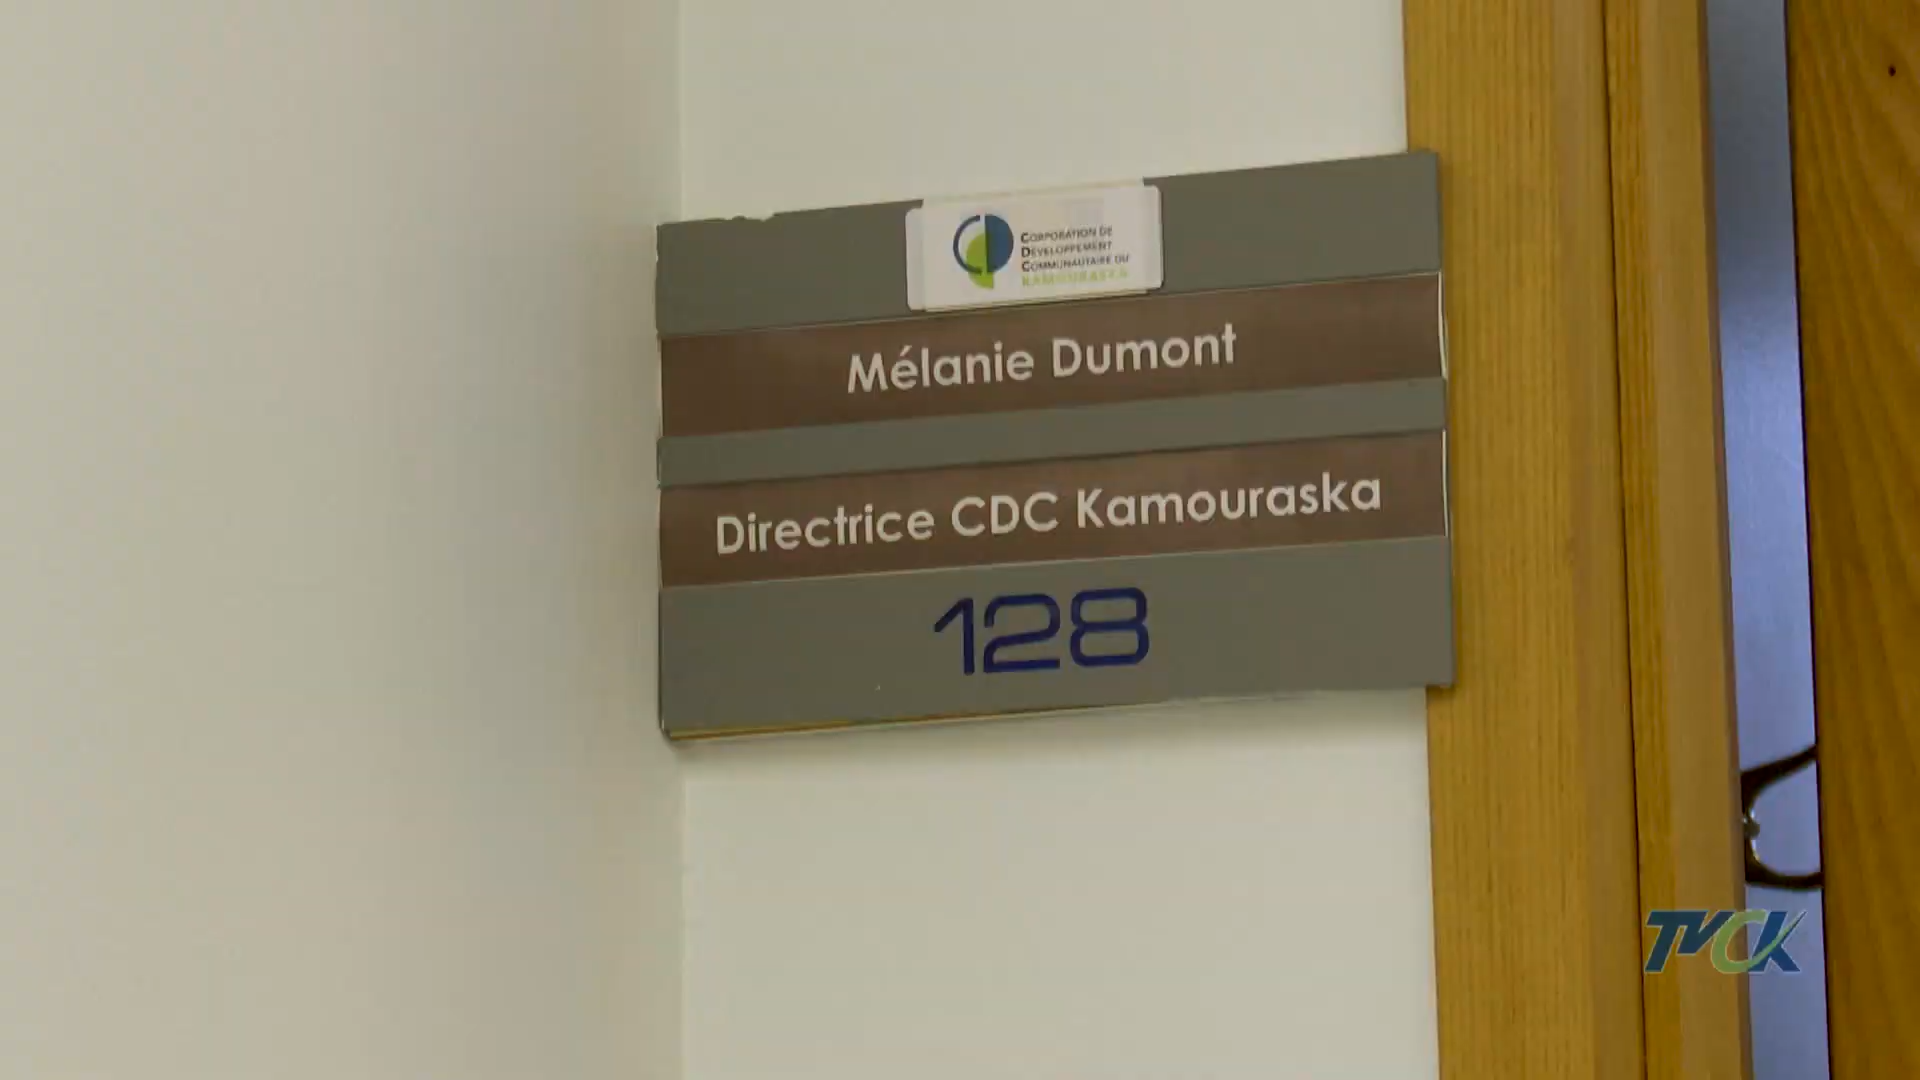 CORPORATION DE
DÉVELOPPEMENT
COMMUNAUTAIRE DU
KAMOURASKA
Mélanie Dumont
Directrice CDC Kamouraska
128
TVCK